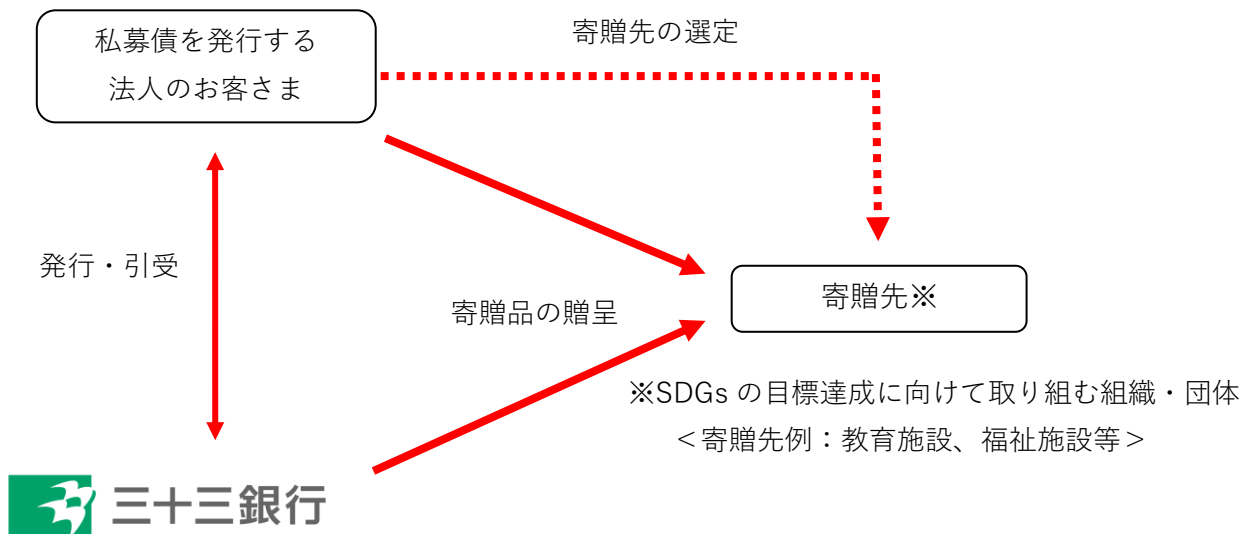 私募債を発行する
法人のお客さま
寄贈先の選定
発行・引受
寄贈品の贈呈
寄贈先※
※SDGs の目標達成に向けて取り組む組織・団体
＜寄贈先例：教育施設、福祉施設等＞
三十三銀行